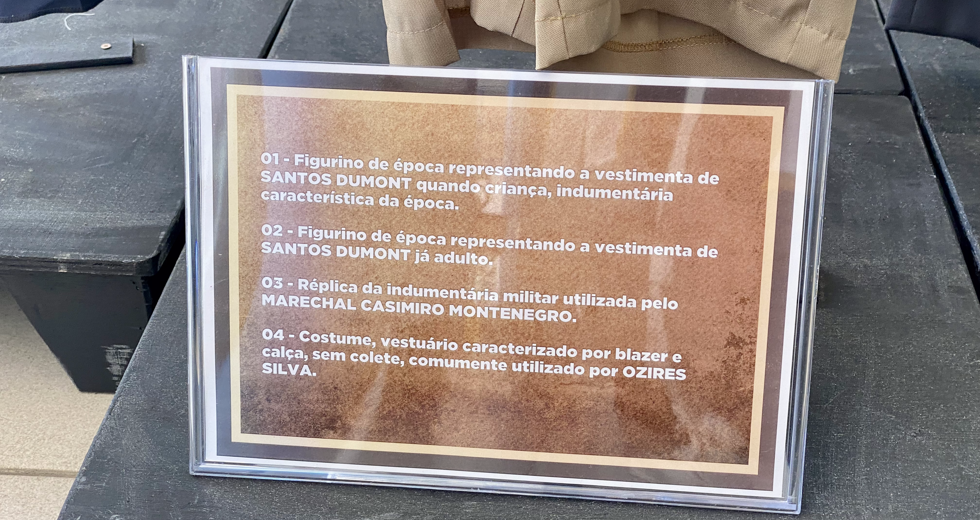 01 - Figurino de época representando a vestimenta de
SANTOS DUMONT quando criança, indumentária
característica da época.
02 - Figurino de época representando a vestimenta de
SANTOS DUMONT já adulto.
03 - Réplica da indumentária militar utilizada pelo
MARECHAL CASIMIRO MONTENEGRO.
04 - Costume, vestuário caracterizado por blazer e
calça, sem colete, comumente utilizado por OZIRES
SILVA.